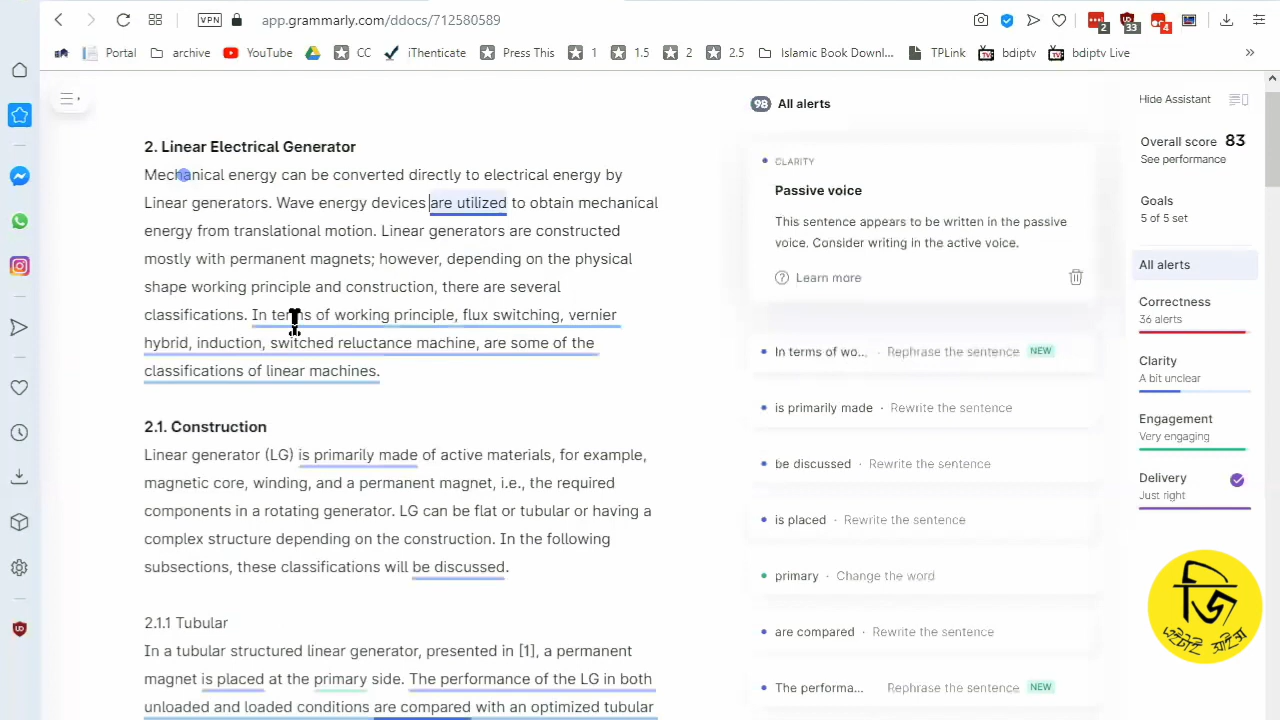 VPN app.grammarly.com/ddocs/712580589 2 33 4
Portal archive YouTube CC iThenticate Press This 1 1.5 2 2.5 Islamic Book Downl... TPLink bdiptv bdiptv Live »
98 All alerts
Hide Assistant
2. Linear Electrical Generator
Mechanical energy can be converted directly to electrical energy by
Linear generators. Wave energy devices are utilized to obtain mechanical
energy from translational motion. Linear generators are constructed
mostly with permanent magnets; however, depending on the physical
shape working principle and construction, there are several
classifications. In terms of working principle, flux switching, vernier
hybrid, induction, switched reluctance machine, are some of the
classifications of linear machines.
2.1. Construction
Linear generator (LG) is primarily made of active materials, for example,
magnetic core, winding, and a permanent magnet, i.e., the required
components in a rotating generator. LG can be flat or tubular or having a
complex structure depending on the construction. In the following
subsections, these classifications will be discussed.
2.1.1 Tubular
In a tubular structured linear generator, presented in [1], a permanent
magnet is placed at the primary side. The performance of the LG in both
unloaded and loaded conditions are compared with an optimized tubular
CLARITY
Passive voice
This sentence appears to be written in the passive
voice. Consider writing in the active voice.
Learn more
In terms of wo... · Rephrase the sentence NEW
is primarily made · Rewrite the sentence
be discussed · Rewrite the sentence
is placed · Rewrite the sentence
primary · Change the word
are compared · Rewrite the sentence
The performa... · Rephrase the sentence NEW
Overall score 83
See performance
Goals
5 of 5 set
All alerts
Correctness
36 alerts
Clarity
A bit unclear
Engagement
Very engaging
Delivery
Just right